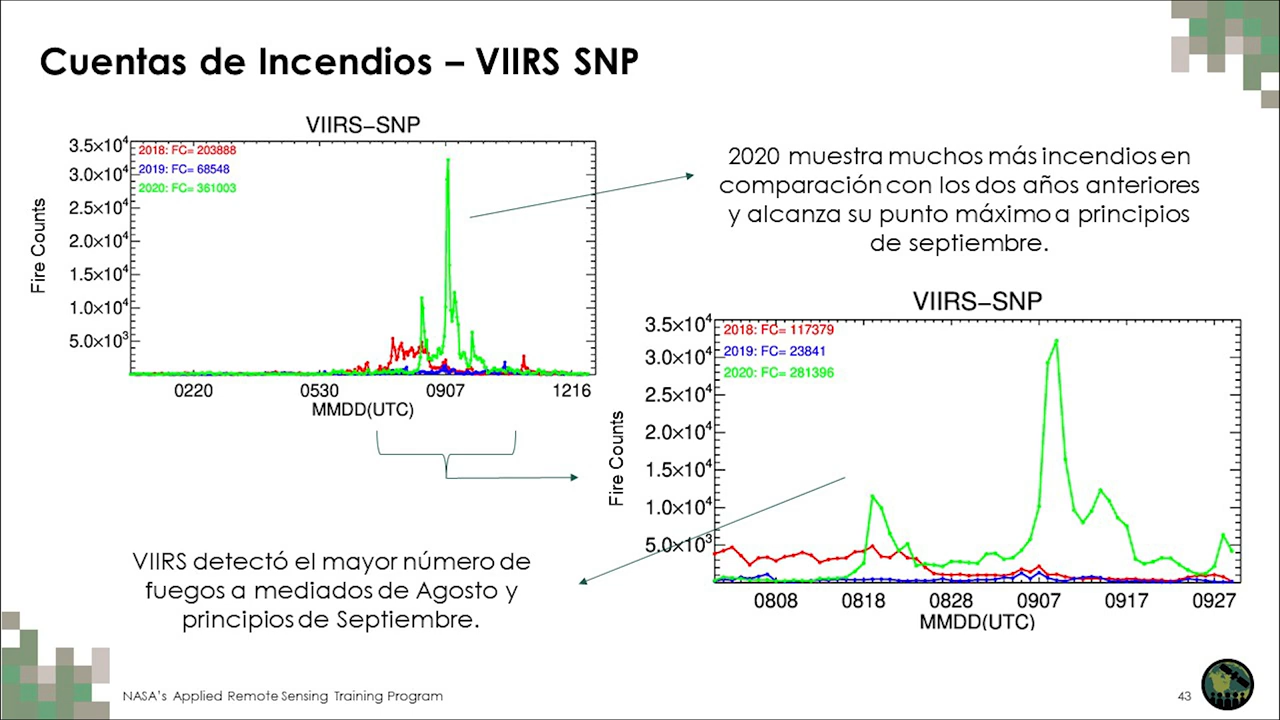 Cuentas de Incendios – VIIRS SNP
VIIRS−SNP
3.5×10⁴
3.0×10⁴
2.5×10⁴
2.0×10⁴
1.5×10⁴
1.0×10⁴
5.0×10³
Fire Counts
2018: FC= 203888
2019: FC= 68548
2020: FC= 361003
0220 0530 0907 1216
MMDD(UTC)
2020 muestra muchos más incendios en
comparación con los dos años anteriores
y alcanza su punto máximo a principios
de septiembre.
VIIRS−SNP
3.5×10⁴
3.0×10⁴
2.5×10⁴
2.0×10⁴
1.5×10⁴
1.0×10⁴
5.0×10³
Fire Counts
2018: FC= 117379
2019: FC= 23841
2020: FC= 281396
0808 0818 0828 0907 0917 0927
MMDD(UTC)
VIIRS detectó el mayor número de
fuegos a mediados de Agosto y
principios de Septiembre.
NASA's Applied Remote Sensing Training Program
43